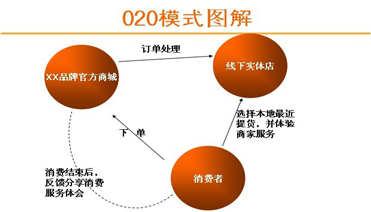 O2O模式图解
订单处理
XX品牌官方商城
线下实体店
下 单
选择本地最近
提货，并体验
商家服务
消费结束后，
反馈分享消费
服务体会
消费者